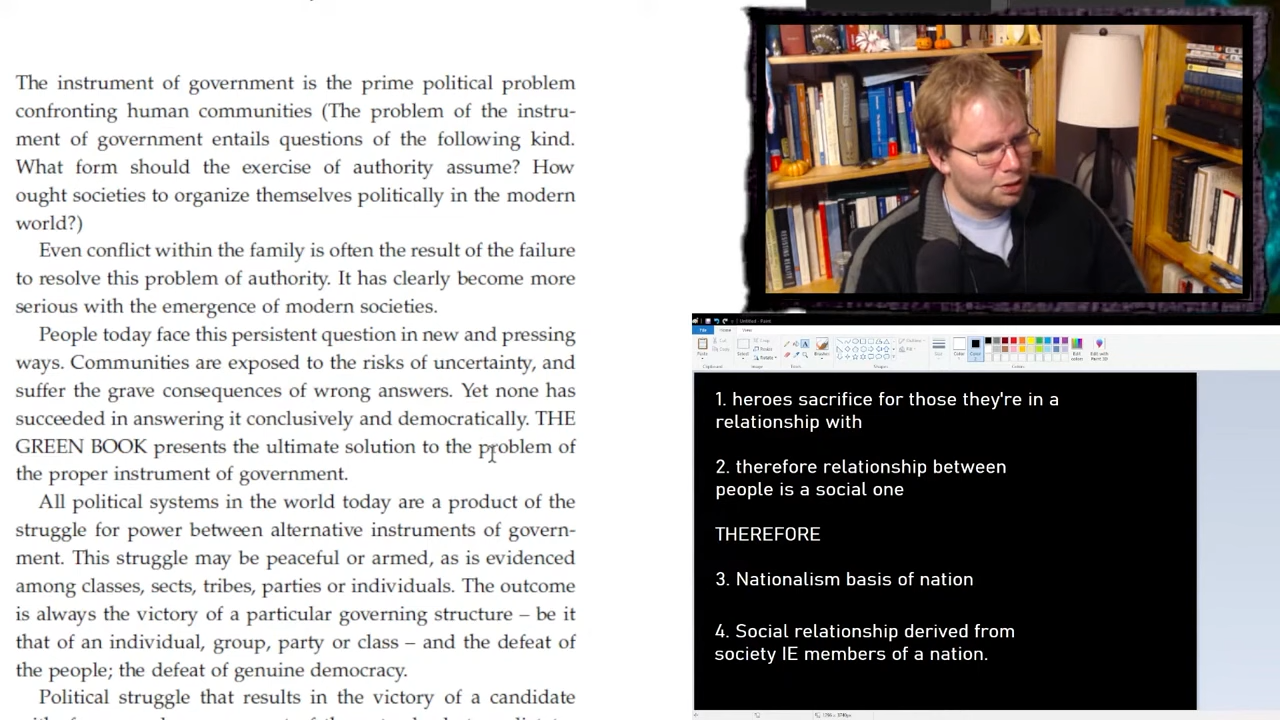 The instrument of government is the prime political problem
confronting human communities (The problem of the instru-
ment of government entails questions of the following kind.
What form should the exercise of authority assume? How
ought societies to organize themselves politically in the modern
world?)
Even conflict within the family is often the result of the failure
to resolve this problem of authority. It has clearly become more
serious with the emergence of modern societies.
People today face this persistent question in new and pressing
ways. Communities are exposed to the risks of uncertainty, and
suffer the grave consequences of wrong answers. Yet none has
succeeded in answering it conclusively and democratically. THE
GREEN BOOK presents the ultimate solution to the problem of
the proper instrument of government.
All political systems in the world today are a product of the
struggle for power between alternative instruments of govern-
ment. This struggle may be peaceful or armed, as is evidenced
among classes, sects, tribes, parties or individuals. The outcome
is always the victory of a particular governing structure – be it
that of an individual, group, party or class – and the defeat of
the people; the defeat of genuine democracy.
Political struggle that results in the victory of a candidate
1. heroes sacrifice for those they're in a
relationship with
2. therefore relationship between
people is a social one
THEREFORE
3. Nationalism basis of nation
4. Social relationship derived from
society IE members of a nation.